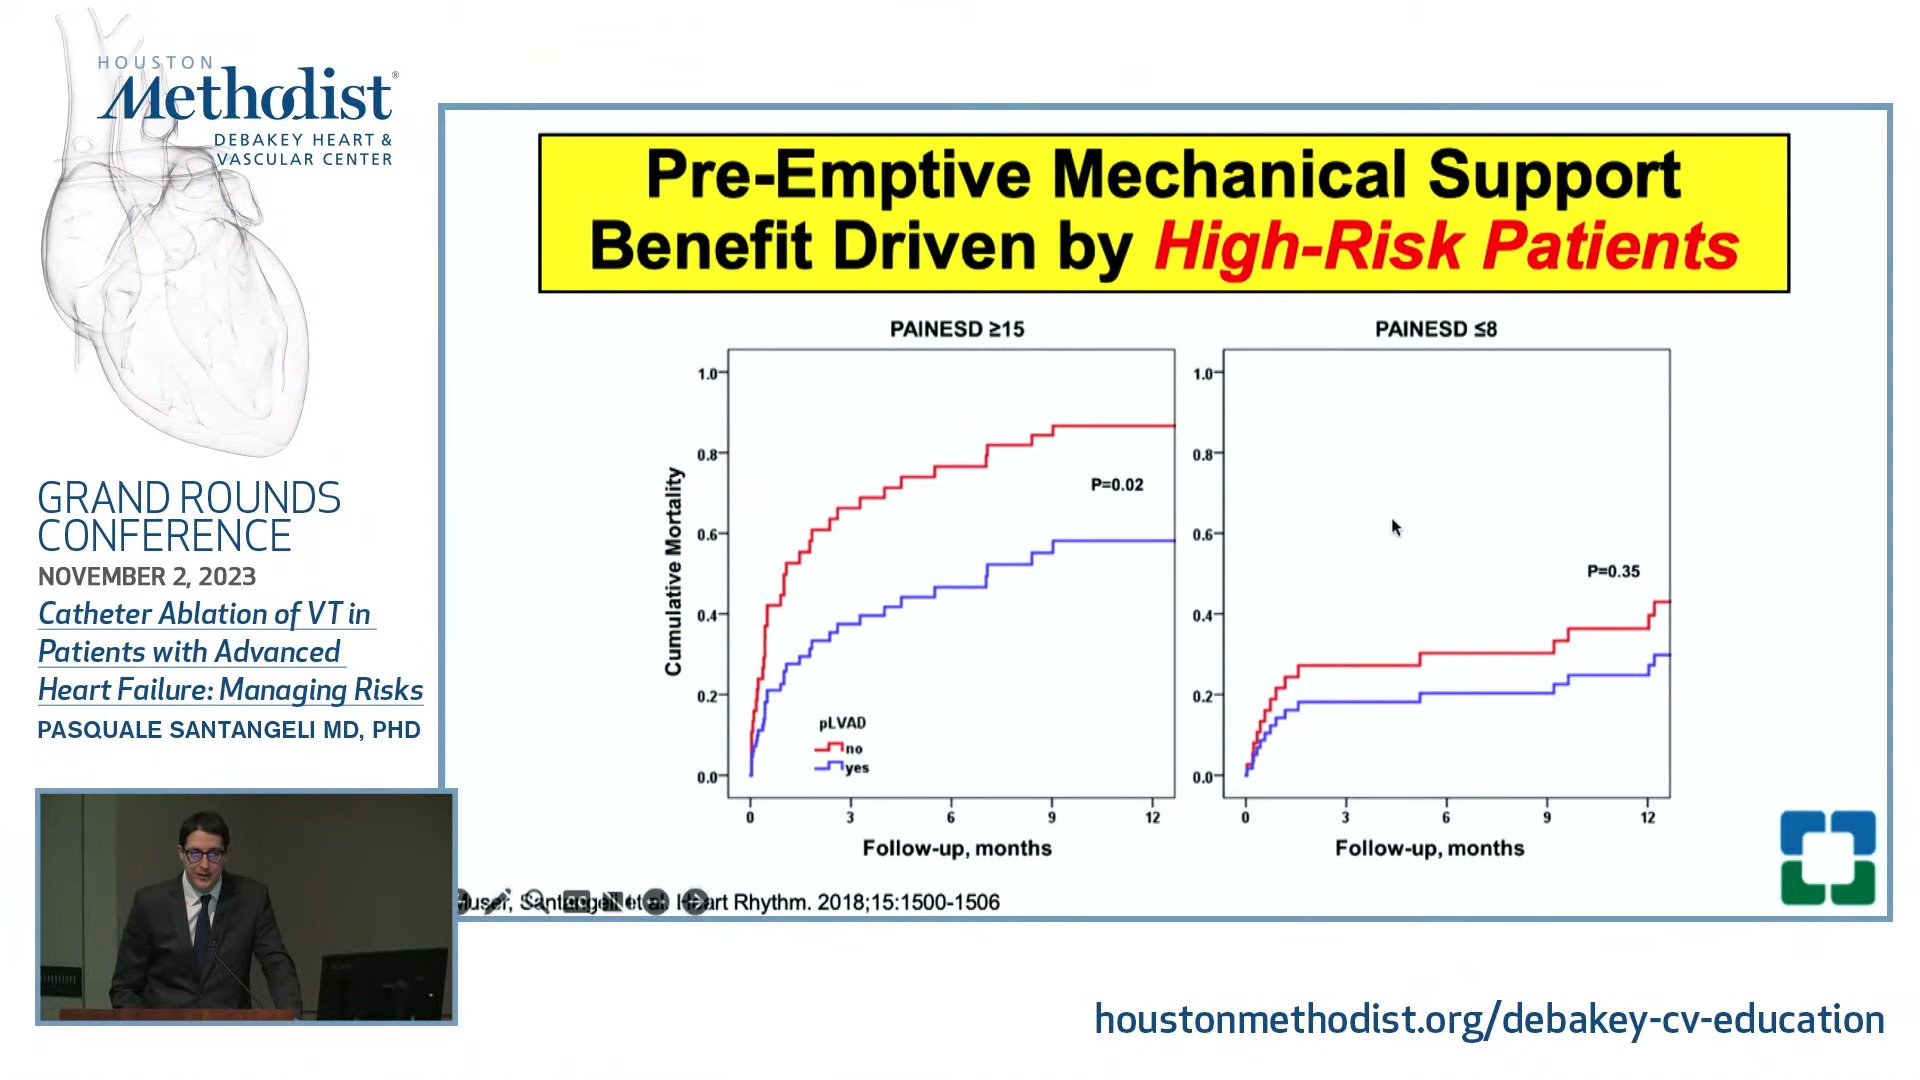 HOUSTON
Methodist®
DEBAKEY HEART &
VASCULAR CENTER
GRAND ROUNDS
CONFERENCE
NOVEMBER 2, 2023
Catheter Ablation of VT in
Patients with Advanced
Heart Failure: Managing Risks
PASQUALE SANTANGELI MD, PHD
Pre-Emptive Mechanical Support
Benefit Driven by High-Risk Patients
PAINESD ≥15
1.0
0.8
0.6
0.4
0.2
0.0
Cumulative Mortality
P=0.02
pLVAD
no
yes
0 3 6 9 12
Follow-up, months
PAINESD ≤8
1.0
0.8
0.6
0.4
0.2
0.0
P=0.35
0 3 6 9 12
Follow-up, months
Muser, Santangeli et al. Heart Rhythm. 2018;15:1500-1506
houstonmethodist.org/debakey-cv-education